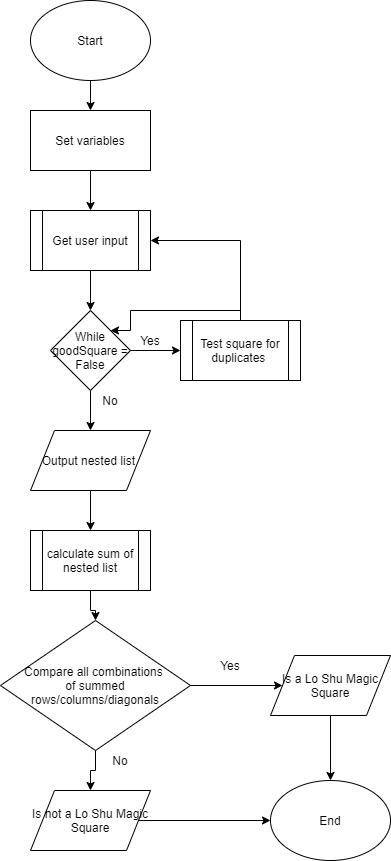 Start
Set variables
Get user input
While
goodSquare =
False
Yes
Test square for
duplicates
No
Output nested list
calculate sum of
nested list
Compare all combinations
of summed
rows/columns/diagonals
Yes
Is a Lo Shu Magic
Square
No
Is not a Lo Shu Magic
Square
End